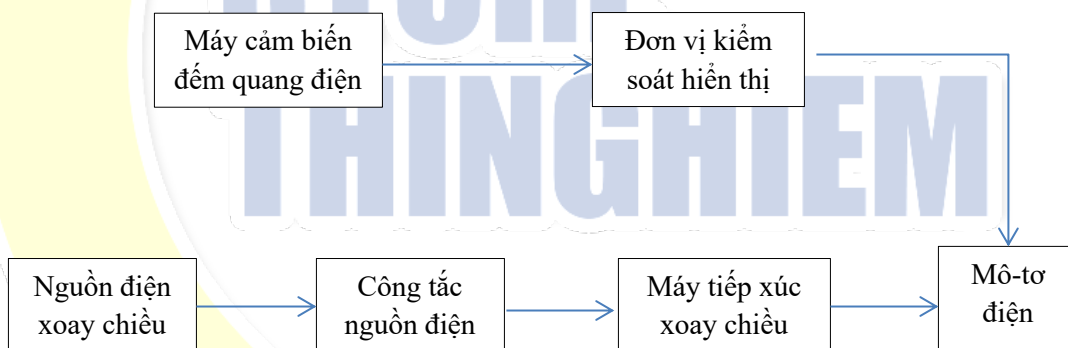 Máy cảm biến
đếm quang điện
Đơn vị kiểm
soát hiển thị
THINGHIEM
Nguồn điện
xoay chiều
Công tắc
nguồn điện
Máy tiếp xúc
xoay chiều
Mô-tơ
điện